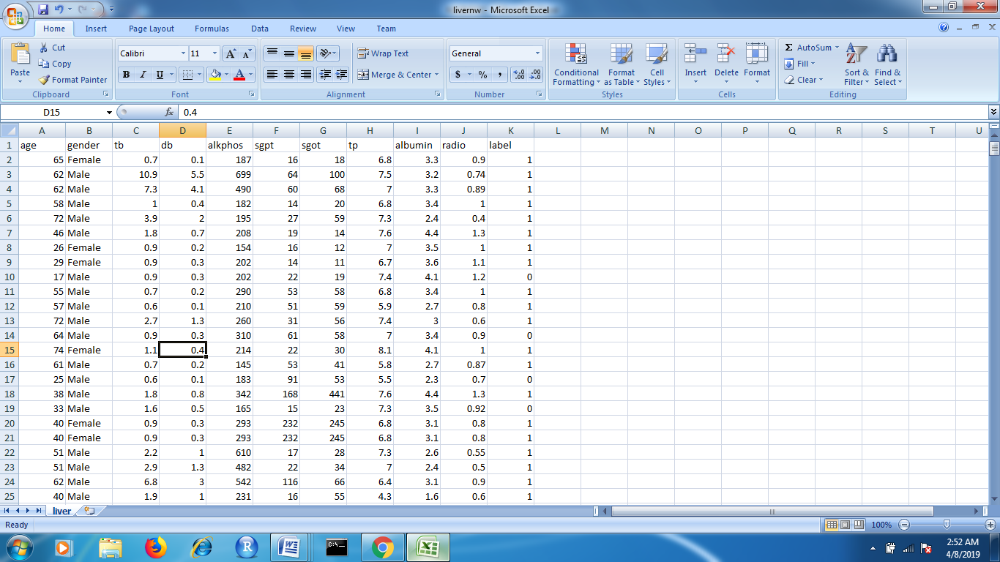 livernw - Microsoft Excel
Home Insert Page Layout Formulas Data Review View Team
Paste Cut Copy Format Painter Clipboard
Calibri 11 A A B I U A Font
Wrap Text Merge & Center Alignment
General $ % , .0 .00 .00 .0 Number
Conditional Formatting Format as Table Cell Styles Styles
Insert Delete Format Cells
Σ AutoSum Fill Clear Sort & Filter Find & Select Editing
D15 fx 0.4
A B C D E F G H I J K L M N O P Q R S T U
1 age gender tb db alkphos sgpt sgot tp albumin radio label
2 65 Female 0.7 0.1 187 16 18 6.8 3.3 0.9 1
3 62 Male 10.9 5.5 699 64 100 7.5 3.2 0.74 1
4 62 Male 7.3 4.1 490 60 68 7 3.3 0.89 1
5 58 Male 1 0.4 182 14 20 6.8 3.4 1 1
6 72 Male 3.9 2 195 27 59 7.3 2.4 0.4 1
7 46 Male 1.8 0.7 208 19 14 7.6 4.4 1.3 1
8 26 Female 0.9 0.2 154 16 12 7 3.5 1 1
9 29 Female 0.9 0.3 202 14 11 6.7 3.6 1.1 1
10 17 Male 0.9 0.3 202 22 19 7.4 4.1 1.2 0
11 55 Male 0.7 0.2 290 53 58 6.8 3.4 1 1
12 57 Male 0.6 0.1 210 51 59 5.9 2.7 0.8 1
13 72 Male 2.7 1.3 260 31 56 7.4 3 0.6 1
14 64 Male 0.9 0.3 310 61 58 7 3.4 0.9 0
15 74 Female 1.1 0.4 214 22 30 8.1 4.1 1 1
16 61 Male 0.7 0.2 145 53 41 5.8 2.7 0.87 1
17 25 Male 0.6 0.1 183 91 53 5.5 2.3 0.7 0
18 38 Male 1.8 0.8 342 168 441 7.6 4.4 1.3 1
19 33 Male 1.6 0.5 165 15 23 7.3 3.5 0.92 0
20 40 Female 0.9 0.3 293 232 245 6.8 3.1 0.8 1
21 40 Female 0.9 0.3 293 232 245 6.8 3.1 0.8 1
22 51 Male 2.2 1 610 17 28 7.3 2.6 0.55 1
23 51 Male 2.9 1.3 482 22 34 7 2.4 0.5 1
24 62 Male 6.8 3 542 116 66 6.4 3.1 0.9 1
25 40 Male 1.9 1 231 16 55 4.3 1.6 0.6 1
liver
Ready 100%
R W C:\
2:52 AM
4/8/2019